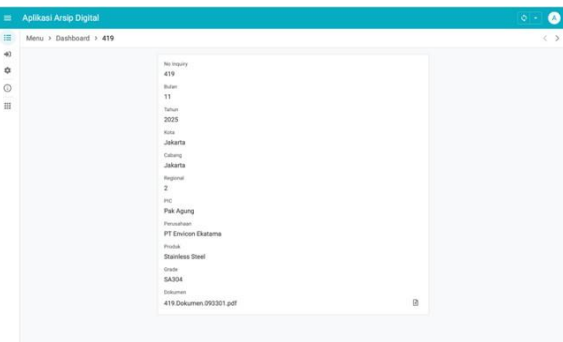 Aplikasi Arsip Digital
A
Menu > Dashboard > 419
No Inquiry
419
Bulan
11
Tahun
2025
Kota
Jakarta
Cabang
Jakarta
Regional
2
PIC
Pak Agung
Perusahaan
PT Envicon Ekatama
Produk
Stainless Steel
Grade
SA304
Dokumen
419.Dokumen.093301.pdf